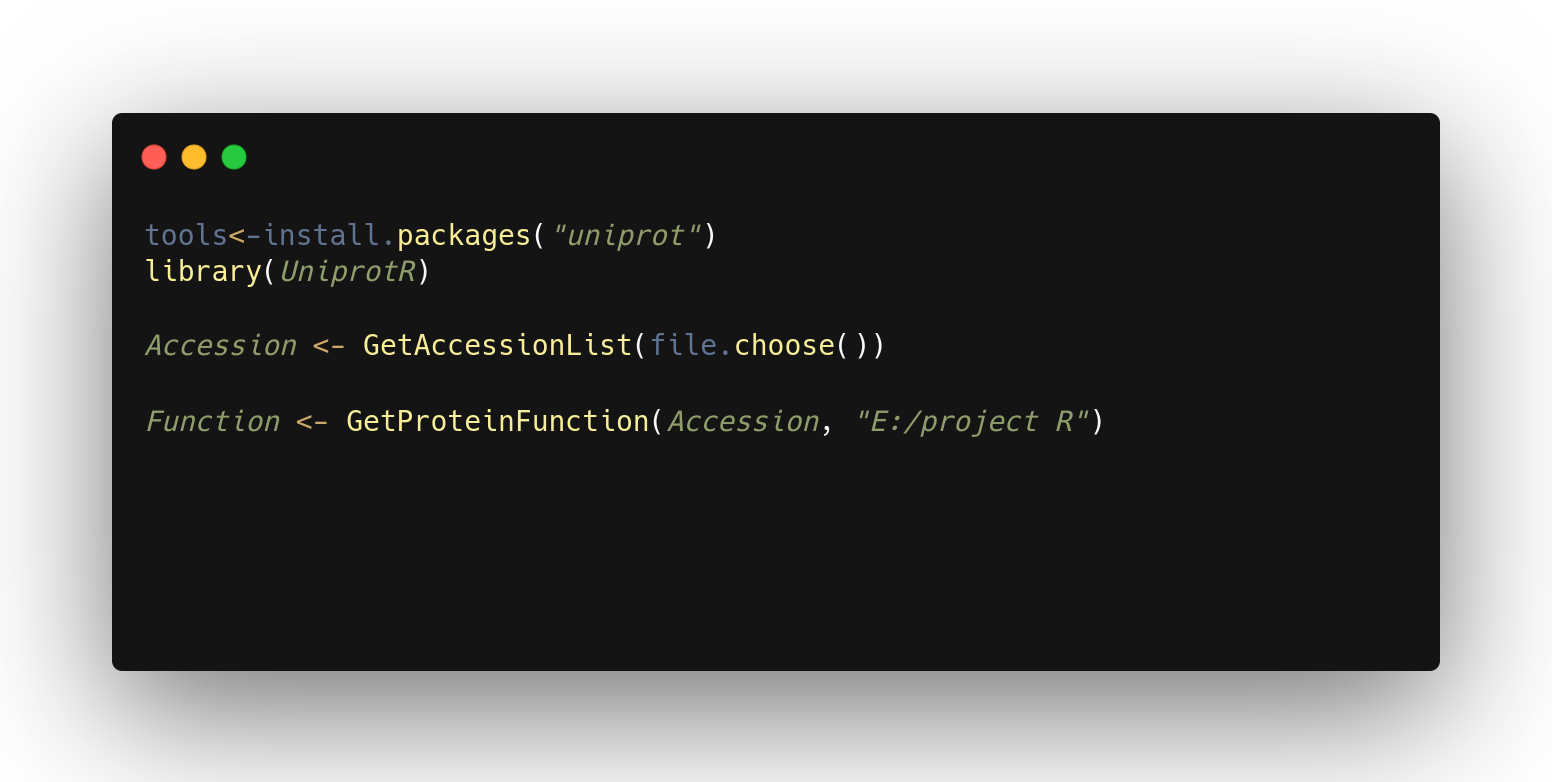 tools<-install.packages("uniprot")
library(UniprotR)
Accession <- GetAccessionList(file.choose())
Function <- GetProteinFunction(Accession, "E:/project R")